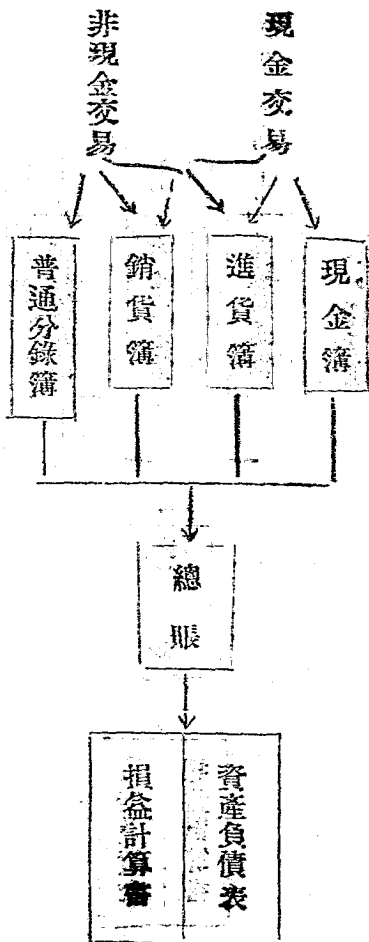 現金交易
非現金交易
現金簿
進貨簿
銷貨簿
普通分錄簿
總賬
資產負債表
損益計算書